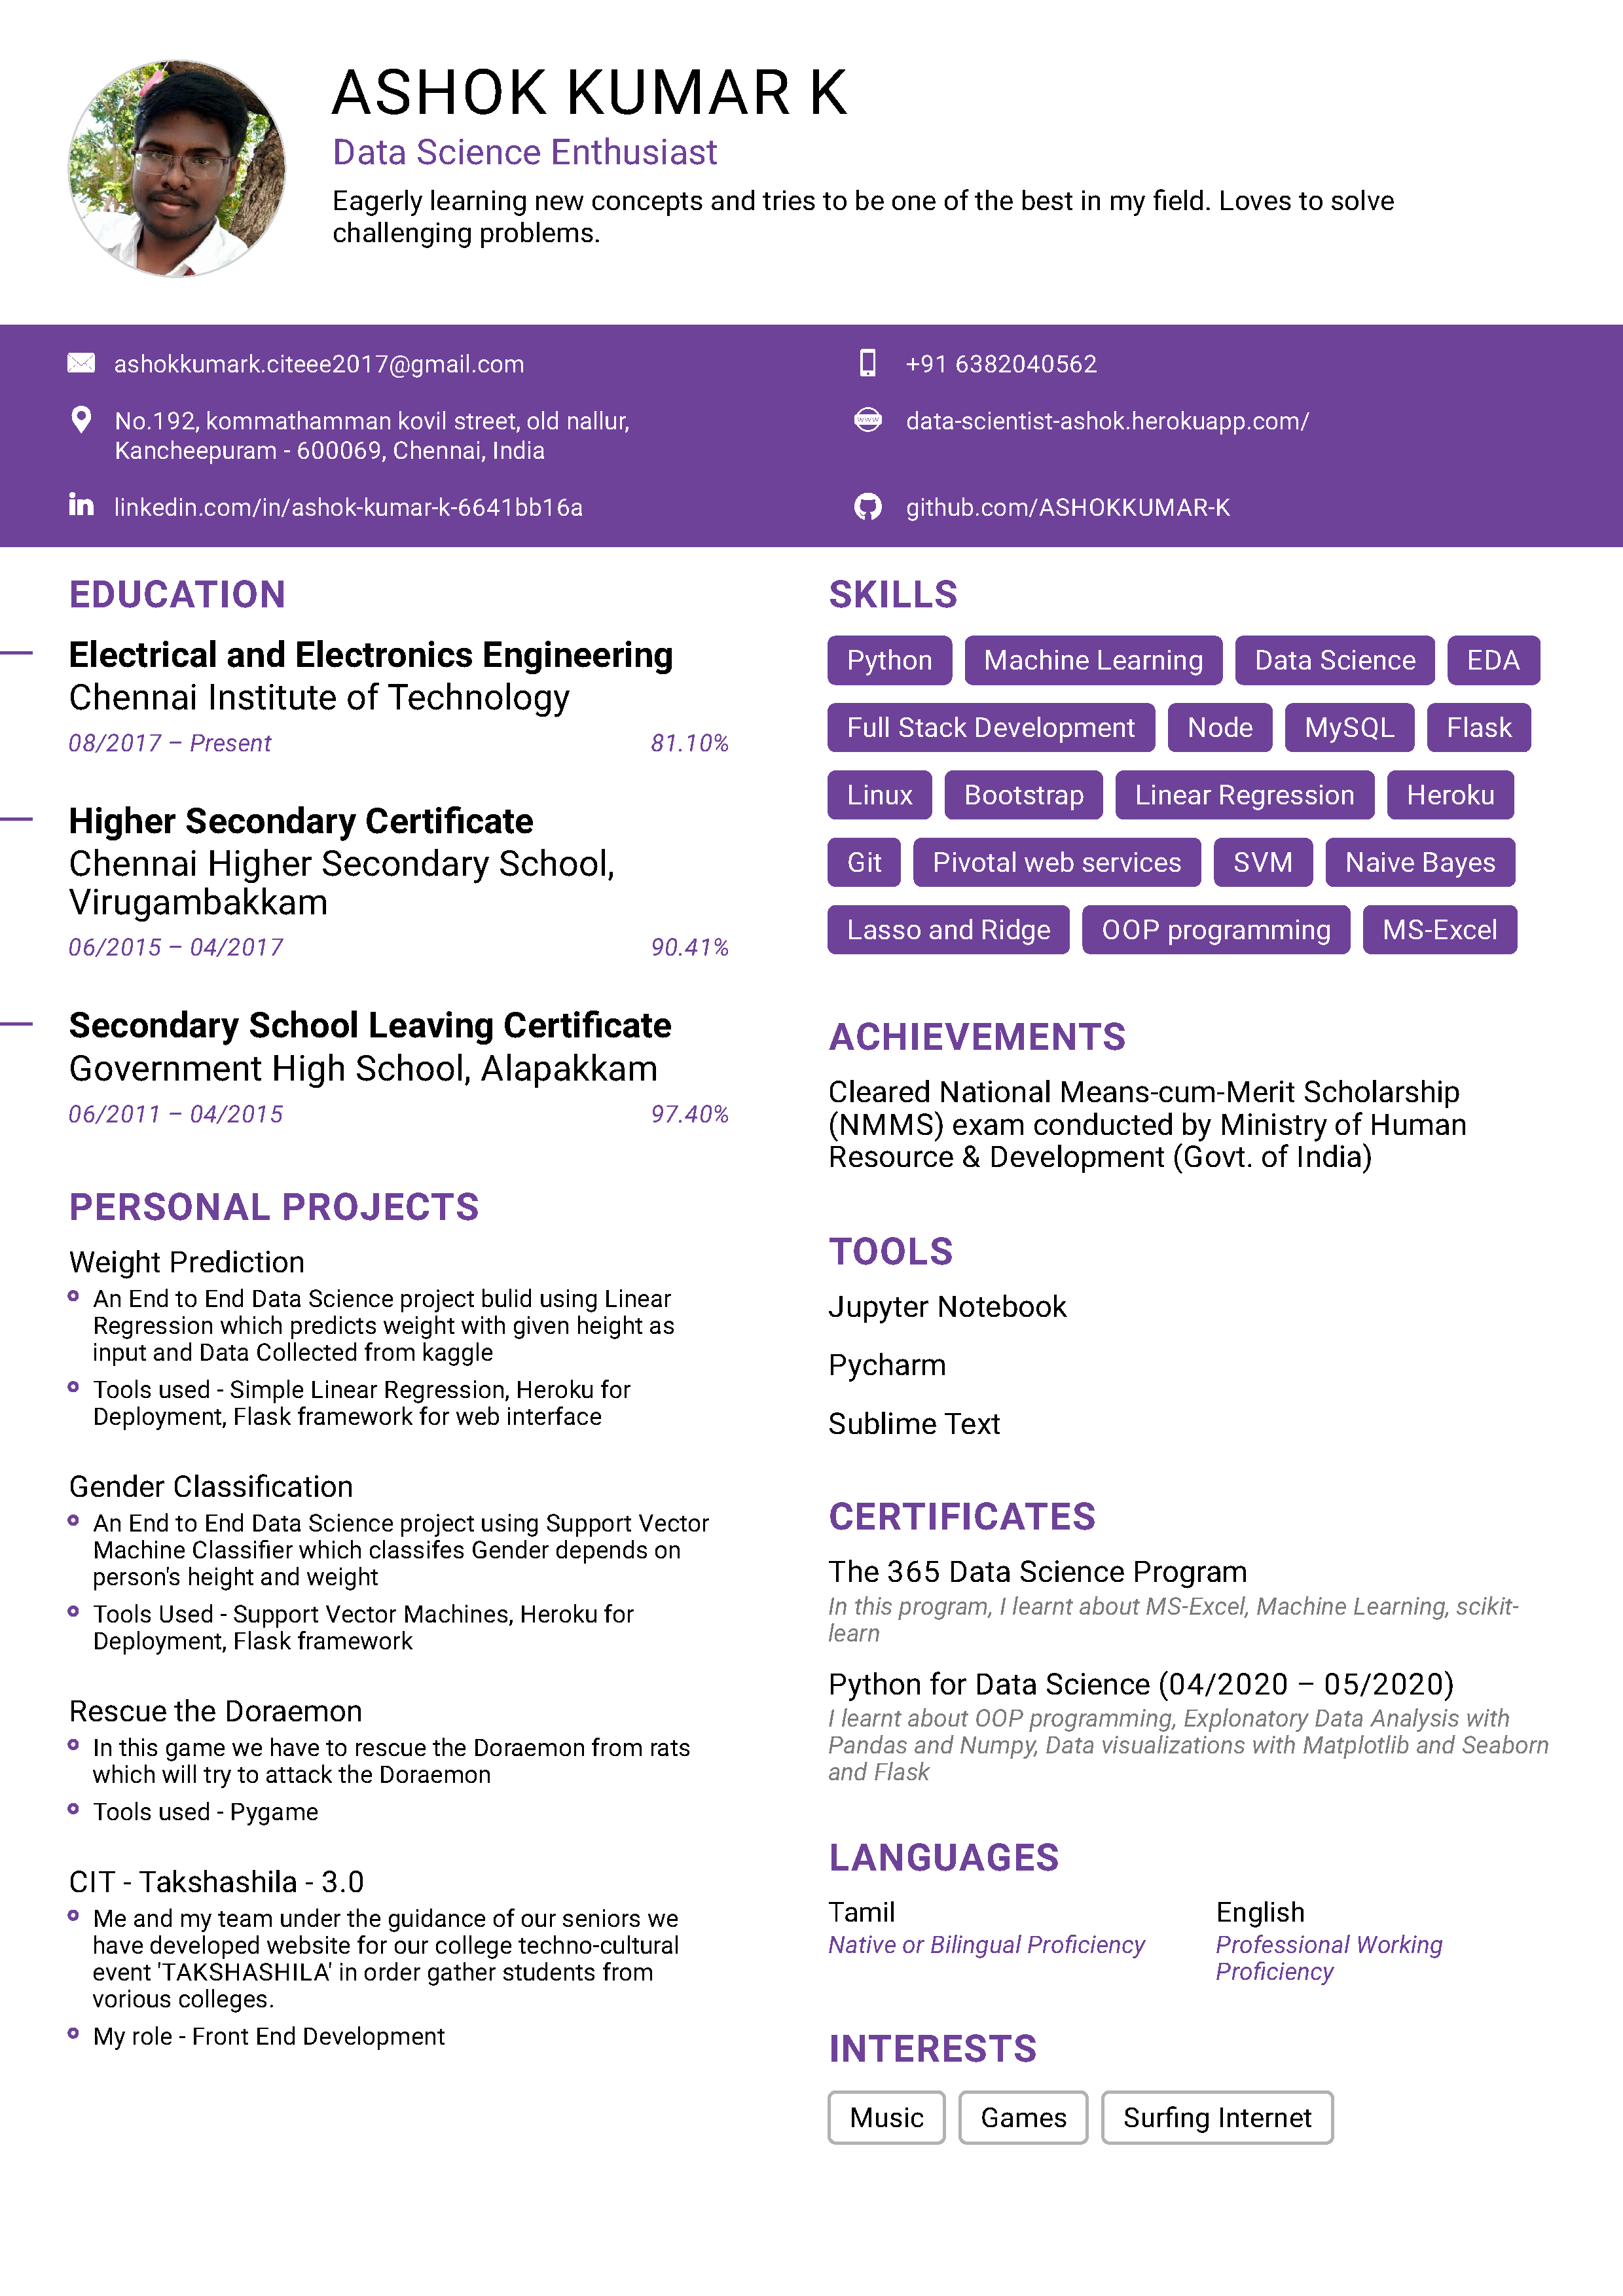 ASHOK KUMAR K
Data Science Enthusiast
Eagerly learning new concepts and tries to be one of the best in my field. Loves to solve
challenging problems.
ashokkumark.citeee2017@gmail.com
+91 6382040562
No.192, kommathamman kovil street, old nallur,
Kancheepuram - 600069, Chennai, India
www
data-scientist-ashok.herokuapp.com/
in linkedin.com/in/ashok-kumar-k-6641bb16a
github.com/ASHOKKUMAR-K
EDUCATION
Electrical and Electronics Engineering
Chennai Institute of Technology
08/2017 – Present 81.10%
Higher Secondary Certificate
Chennai Higher Secondary School,
Virugambakkam
06/2015 – 04/2017 90.41%
Secondary School Leaving Certificate
Government High School, Alapakkam
06/2011 – 04/2015 97.40%
PERSONAL PROJECTS
Weight Prediction
An End to End Data Science project bulid using Linear
Regression which predicts weight with given height as
input and Data Collected from kaggle
Tools used - Simple Linear Regression, Heroku for
Deployment, Flask framework for web interface
Gender Classification
An End to End Data Science project using Support Vector
Machine Classifier which classifes Gender depends on
person's height and weight
Tools Used - Support Vector Machines, Heroku for
Deployment, Flask framework
Rescue the Doraemon
In this game we have to rescue the Doraemon from rats
which will try to attack the Doraemon
Tools used - Pygame
CIT - Takshashila - 3.0
Me and my team under the guidance of our seniors we
have developed website for our college techno-cultural
event 'TAKSHASHILA' in order gather students from
vorious colleges.
My role - Front End Development
SKILLS
Python Machine Learning Data Science EDA
Full Stack Development Node MySQL Flask
Linux Bootstrap Linear Regression Heroku
Git Pivotal web services SVM Naive Bayes
Lasso and Ridge OOP programming MS-Excel
ACHIEVEMENTS
Cleared National Means-cum-Merit Scholarship
(NMMS) exam conducted by Ministry of Human
Resource & Development (Govt. of India)
TOOLS
Jupyter Notebook
Pycharm
Sublime Text
CERTIFICATES
The 365 Data Science Program
In this program, I learnt about MS-Excel, Machine Learning, scikit-
learn
Python for Data Science (04/2020 – 05/2020)
I learnt about OOP programming, Explonatory Data Analysis with
Pandas and Numpy, Data visualizations with Matplotlib and Seaborn
and Flask
LANGUAGES
Tamil
Native or Bilingual Proficiency
English
Professional Working
Proficiency
INTERESTS
Music Games Surfing Internet